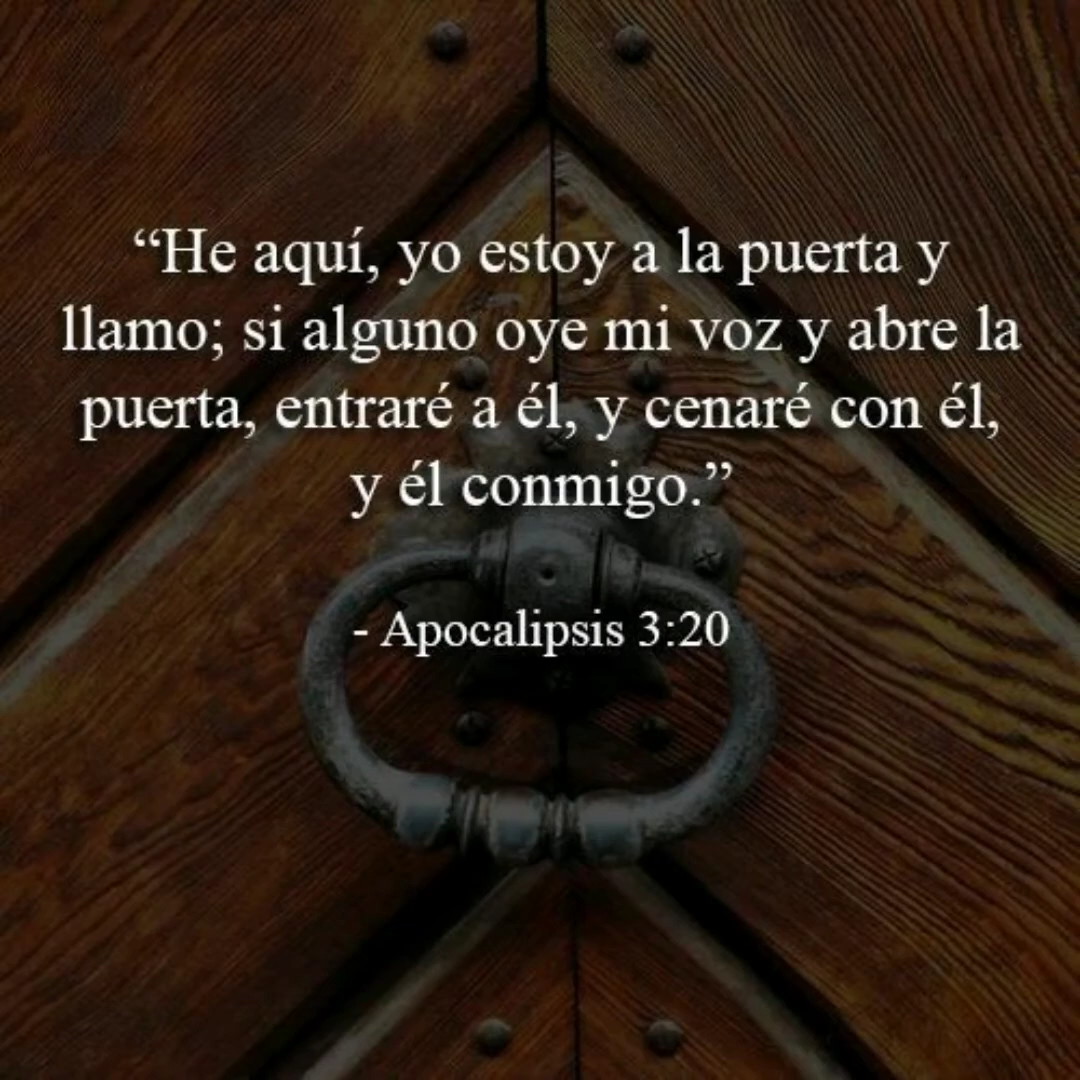 “He aquí, yo estoy a la puerta y
llamo; si alguno oye mi voz y abre la
puerta, entraré a él, y cenaré con él,
y él conmigo.”
- Apocalipsis 3:20